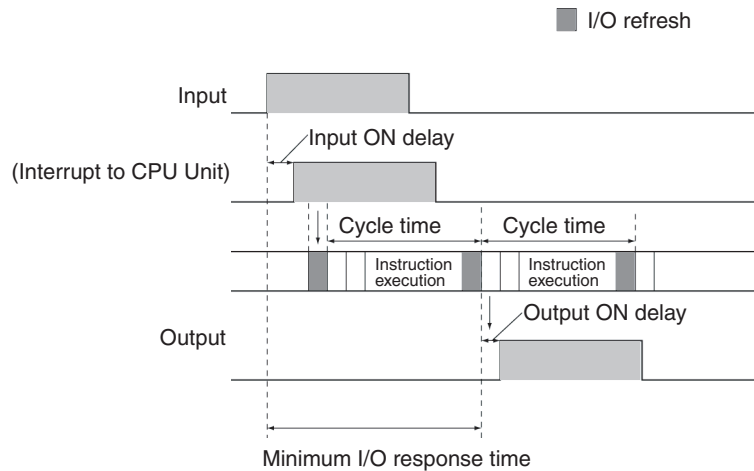 I/O refresh
Input
Input ON delay
(Interrupt to CPU Unit)
Cycle time
Cycle time
Instruction
execution
Instruction
execution
Output ON delay
Output
Minimum I/O response time